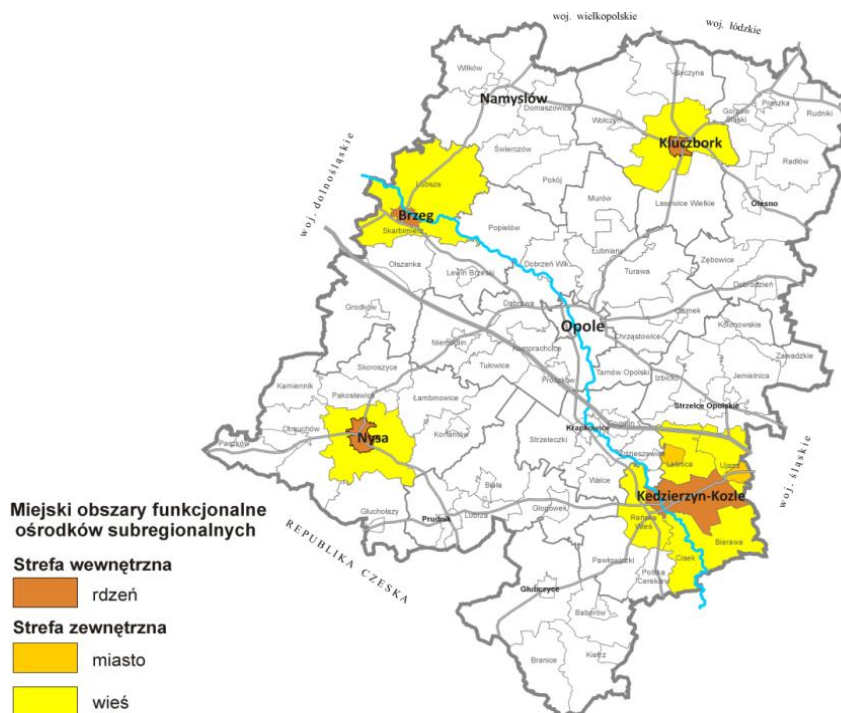 woj. wielkopolskie
woj. łódzkie
Byczyna
Wilków
Namysłów
Domaszowice
Wołczyn
Gorzów
Śląski
Praszka
Rudniki
Kluczbork
Świerczów
Radłów
woj. dolnośląskie
Lubsza
Pokój
Murów
Lasowice Wielkie
Olesno
Brzeg
Skarbimierz
Popielów
Łubniany
Zębowice
Olszanka
Lewin Brzeski
Dobrzeń Wlk.
Turawa
Dobrodzień
Grodków
Dąbrowa
Opole
Ozimek
Kolonowskie
Niemodlin
Komprachcice
Chrząstowice
Zawadzkie
Skoroszyce
Tułowice
Prószków
Tarnów Opolski
Izbicko
Jemielnica
Kamiennik
Pakosławice
Łambinowice
Strzelce Opolskie
Otmuchów
Nysa
Korfantów
Strzeleczki
Krapkowice
Gogolin
Paczków
Zdzieszowice
Leśnica
Ujazd
woj. śląskie
Walce
Biała
Kędzierzyn-Koźle
Głuchołazy
Prudnik
Lubrza
Głogówek
Reńska
Wieś
Bierawa
REPUBLIKA CZESKA
Pawłowiczki
Cisek
Polska
Cerekiew
Głubczyce
Baborów
Branice
Kietrz
Miejski obszary funkcjonalne
ośrodków subregionalnych
Strefa wewnętrzna
rdzeń
Strefa zewnętrzna
miasto
wieś